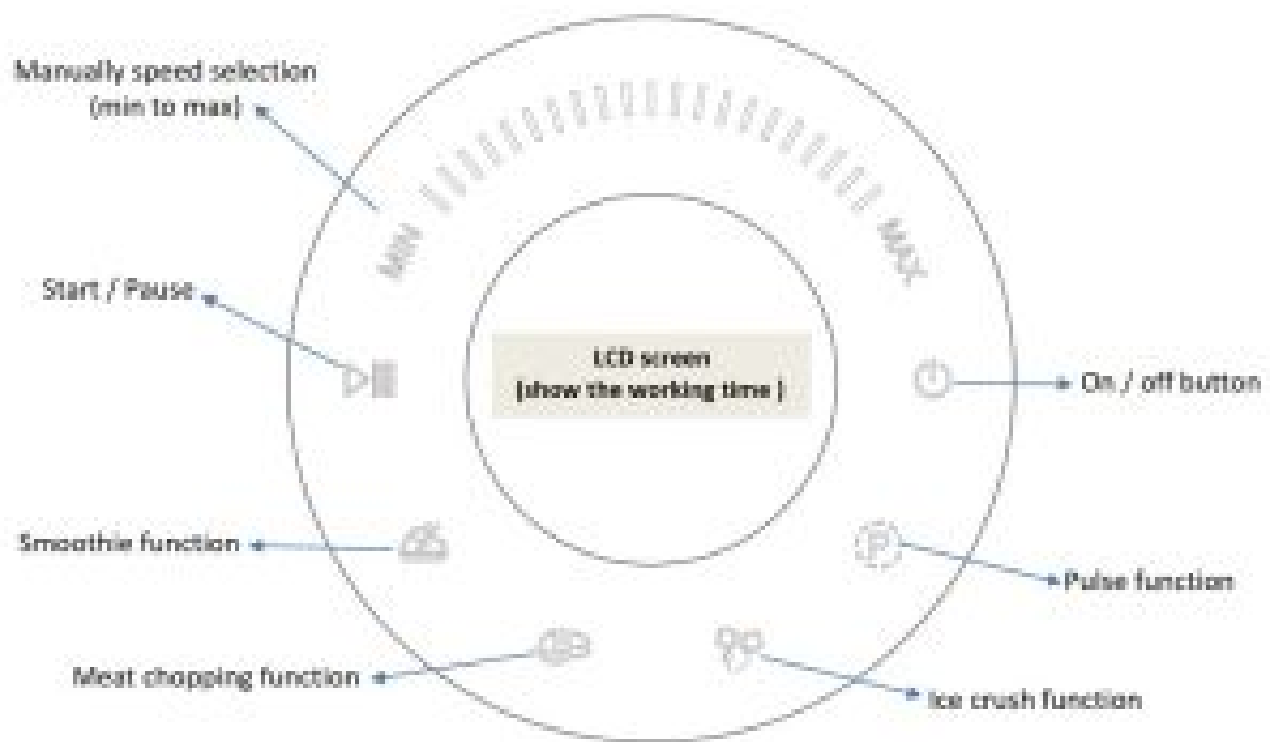 Manually speed selection
(min to max)
MIN
MAX
Start / Pause
LCD screen
(show the working time )
On / off button
Smoothie function
P
Pulse function
Meat chopping function
Ice crush function